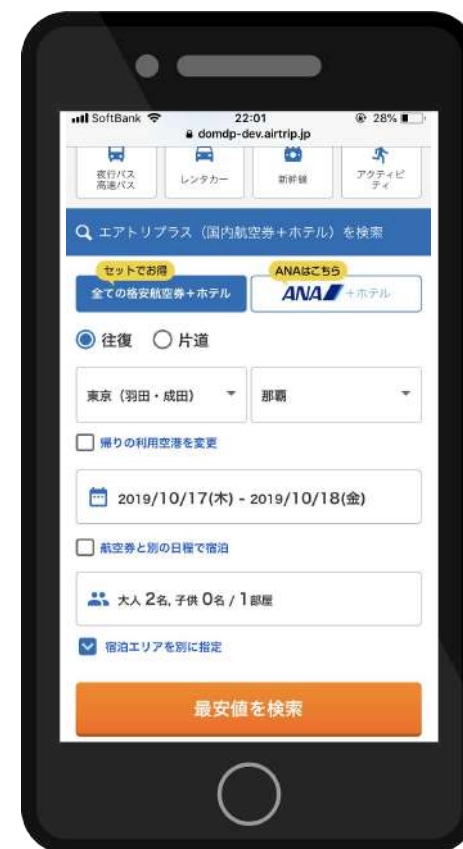 SoftBank 22:01 28%
domdp-dev.airtrip.jp
夜行バス
高速バス
レンタカー
新幹線
アクティビ
ティ
エアトリプラス（国内航空券＋ホテル）を検索
セットでお得
全ての格安航空券＋ホテル
ANAはこちら
ANA ＋ホテル
往復 片道
東京（羽田・成田） 那覇
帰りの利用空港を変更
2019/10/17(木) - 2019/10/18(金)
航空券と別の日程で宿泊
大人 2名, 子供 0名 / 1部屋
宿泊エリアを別に指定
最安値を検索